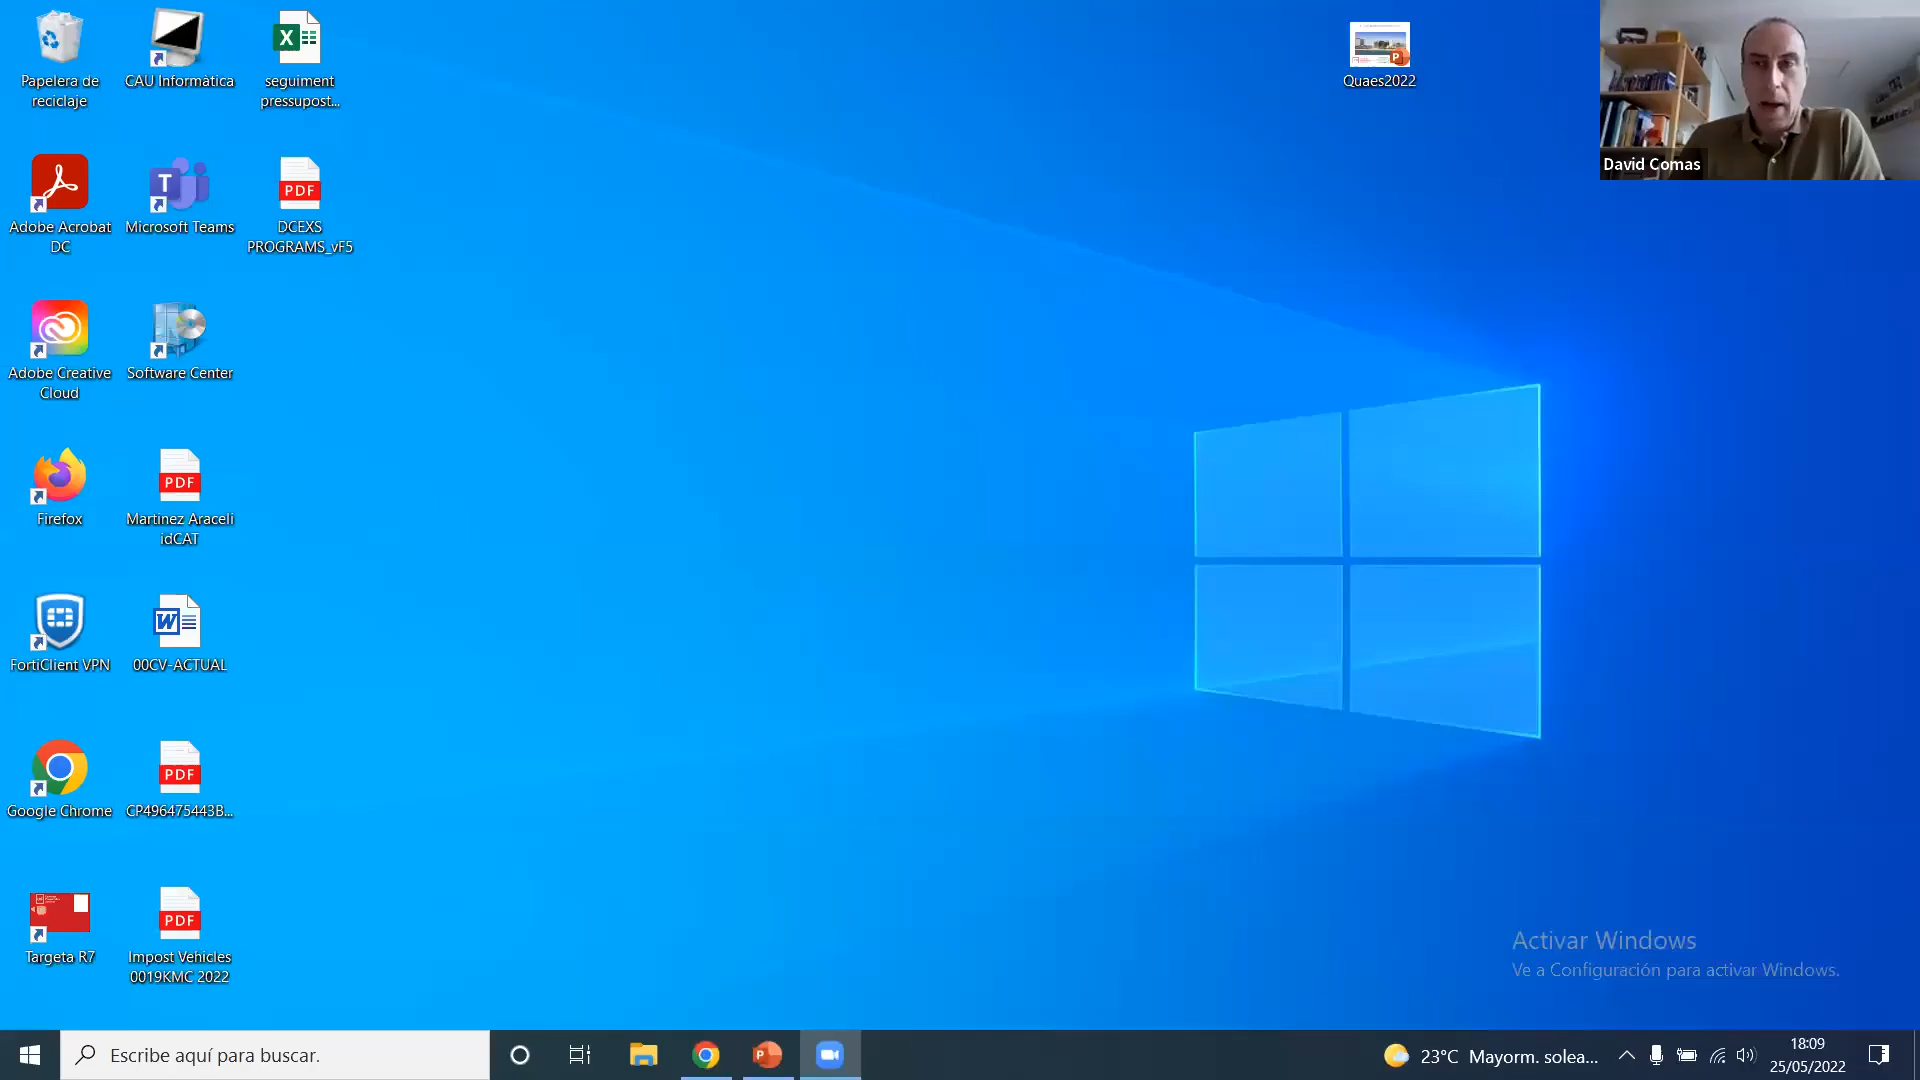 Papelera de
reciclaje
CAU Informàtica
seguiment
pressupost...
Quaes2022
David Comas
Adobe Acrobat
DC
Microsoft Teams
PDF
DCEXS
PROGRAMS_vF5
Adobe Creative
Cloud
Software Center
Firefox
PDF
Martinez Araceli
idCAT
FortiClient VPN
00CV-ACTUAL
Google Chrome
PDF
CP496475443B...
Targeta R7
PDF
Impost Vehicles
0019KMC 2022
Activar Windows
Ve a Configuración para activar Windows.
Escribe aquí para buscar.
23°C Mayorm. solea...
18:09
25/05/2022